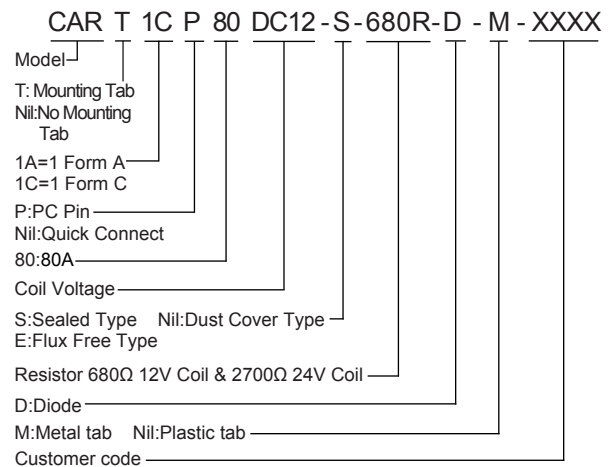 CAR T 1C P 80 DC12 -S-680R-D - M - XXXX
Model
T: Mounting Tab
Nil:No Mounting
Tab
1A=1 Form A
1C=1 Form C
P:PC Pin
Nil:Quick Connect
80:80A
Coil Voltage
S:Sealed Type Nil:Dust Cover Type
E:Flux Free Type
Resistor 680Ω 12V Coil & 2700Ω 24V Coil
D:Diode
M:Metal tab Nil:Plastic tab
Customer code